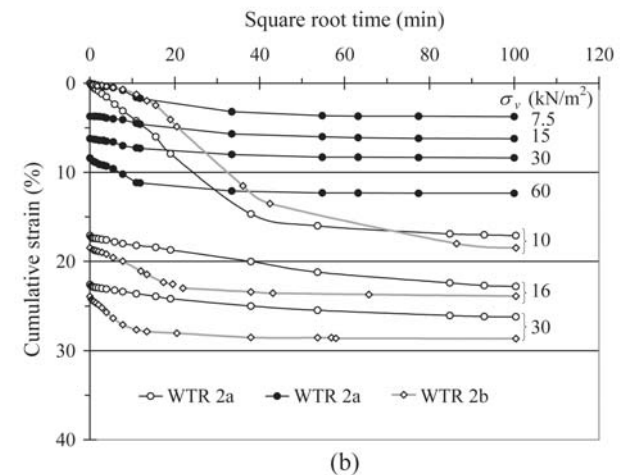 Square root time (min)
0 20 40 60 80 100 120
0
10
20
30
40
Cumulative strain (%)
σv (kN/m²)
7.5
15
30
60
10
16
30
WTR 2a WTR 2a WTR 2b
(b)